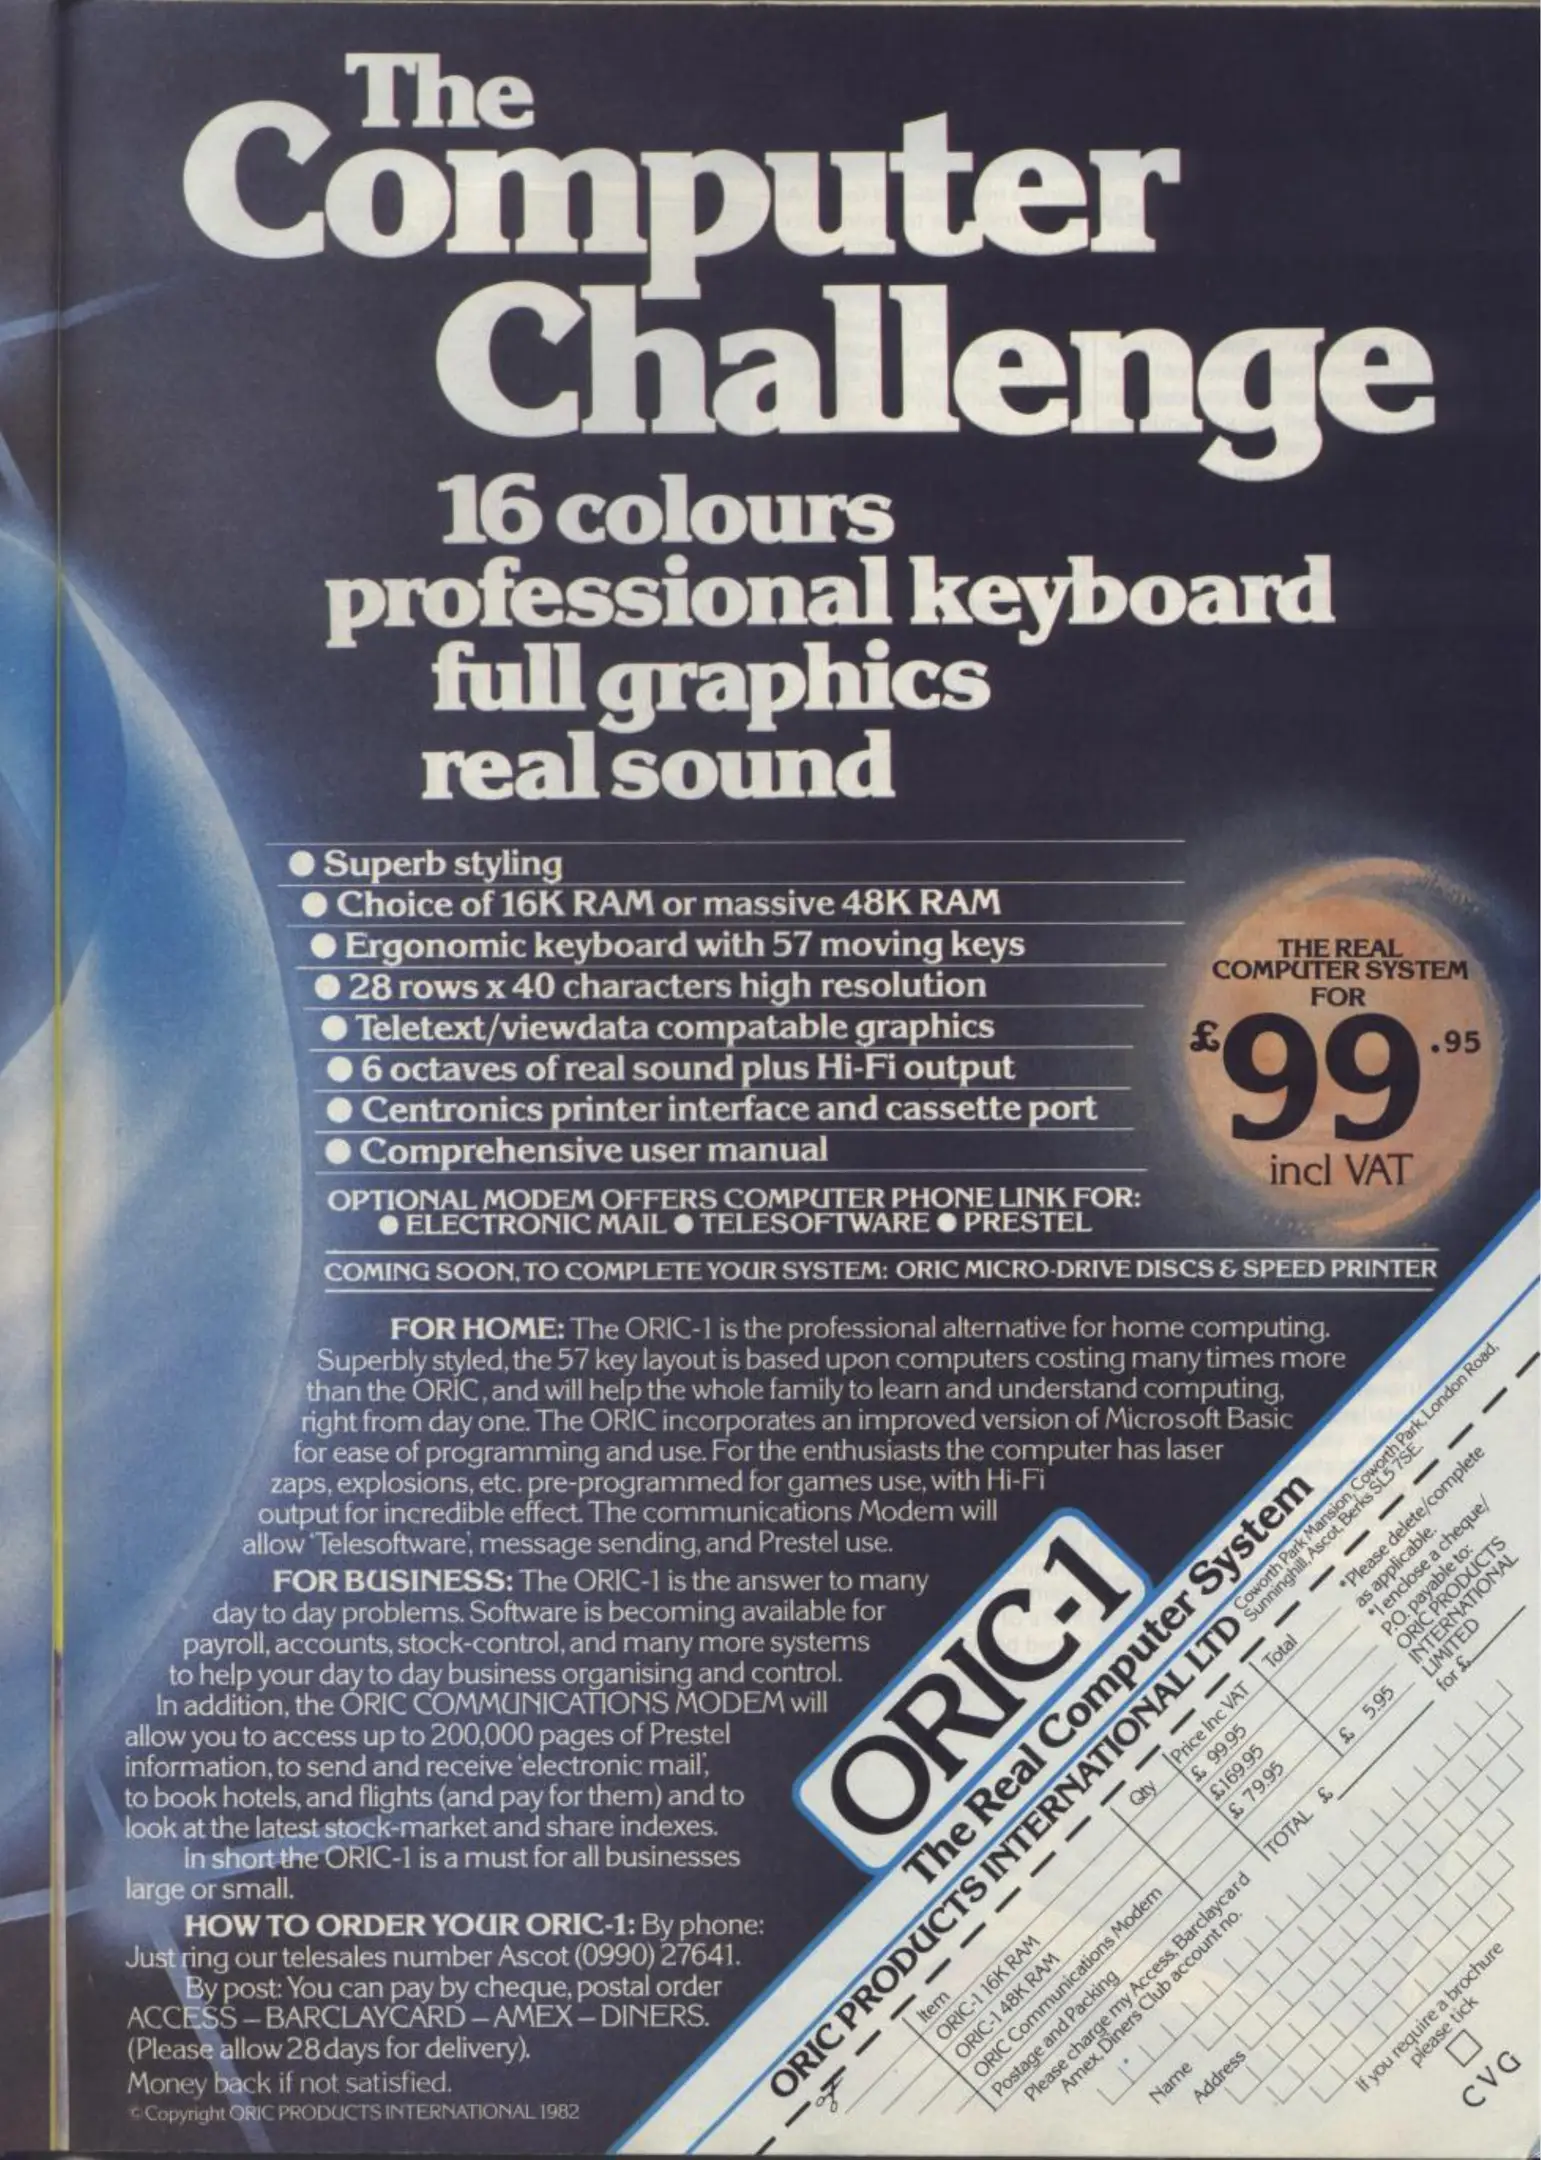 The
Computer
Challenge
16 colours
professional keyboard
full graphics
real sound
● Superb styling
● Choice of 16K RAM or massive 48K RAM
● Ergonomic keyboard with 57 moving keys
● 28 rows x 40 characters high resolution
● Teletext/viewdata compatable graphics
● 6 octaves of real sound plus Hi-Fi output
● Centronics printer interface and cassette port
● Comprehensive user manual
THE REAL
COMPUTER SYSTEM
FOR
£99.95
incl VAT
OPTIONAL MODEM OFFERS COMPUTER PHONE LINK FOR:
● ELECTRONIC MAIL ● TELESOFTWARE ● PRESTEL
COMING SOON, TO COMPLETE YOUR SYSTEM: ORIC MICRO-DRIVE DISCS & SPEED PRINTER
FOR HOME: The ORIC-1 is the professional alternative for home computing.
Superbly styled, the 57 key layout is based upon computers costing many times more
than the ORIC, and will help the whole family to learn and understand computing,
right from day one. The ORIC incorporates an improved version of Microsoft Basic
for ease of programming and use. For the enthusiasts the computer has laser
zaps, explosions, etc. pre-programmed for games use, with Hi-Fi
output for incredible effect. The communications Modem will
allow 'Telesoftware', message sending, and Prestel use.
FOR BUSINESS: The ORIC-1 is the answer to many
day to day problems. Software is becoming available for
payroll, accounts, stock-control, and many more systems
to help your day to day business organising and control.
In addition, the ORIC COMMUNICATIONS MODEM will
allow you to access up to 200,000 pages of Prestel
information, to send and receive 'electronic mail',
to book hotels, and flights (and pay for them) and to
look at the latest stock-market and share indexes.
In short the ORIC-1 is a must for all businesses
large or small.
HOW TO ORDER YOUR ORIC-1: By phone:
Just ring our telesales number Ascot (0990) 27641.
By post: You can pay by cheque, postal order
ACCESS – BARCLAYCARD – AMEX – DINERS.
(Please allow 28 days for delivery).
Money back if not satisfied.
© Copyright ORIC PRODUCTS INTERNATIONAL 1982
ORIC-1
The Real Computer System
ORIC PRODUCTS INTERNATIONAL LTD
Coworth Park Mansion, Coworth Park, London Road,
Sunninghill, Ascot, Berks SL5 7SE.
Item Qty Price Inc VAT Total
ORIC-1 16K RAM £ 99.95
ORIC-1 48K RAM £169.95
ORIC Communications Modem £ 79.95
Postage and Packing £ 5.95
TOTAL £
*Please delete/complete
as applicable.
*I enclose a cheque/
P.O. payable to:
ORIC PRODUCTS
INTERNATIONAL
LIMITED
for £
Please charge my Access, Barclaycard
Amex, Diners Club account no.
Name
Address
If you require a brochure
please tick
CVG